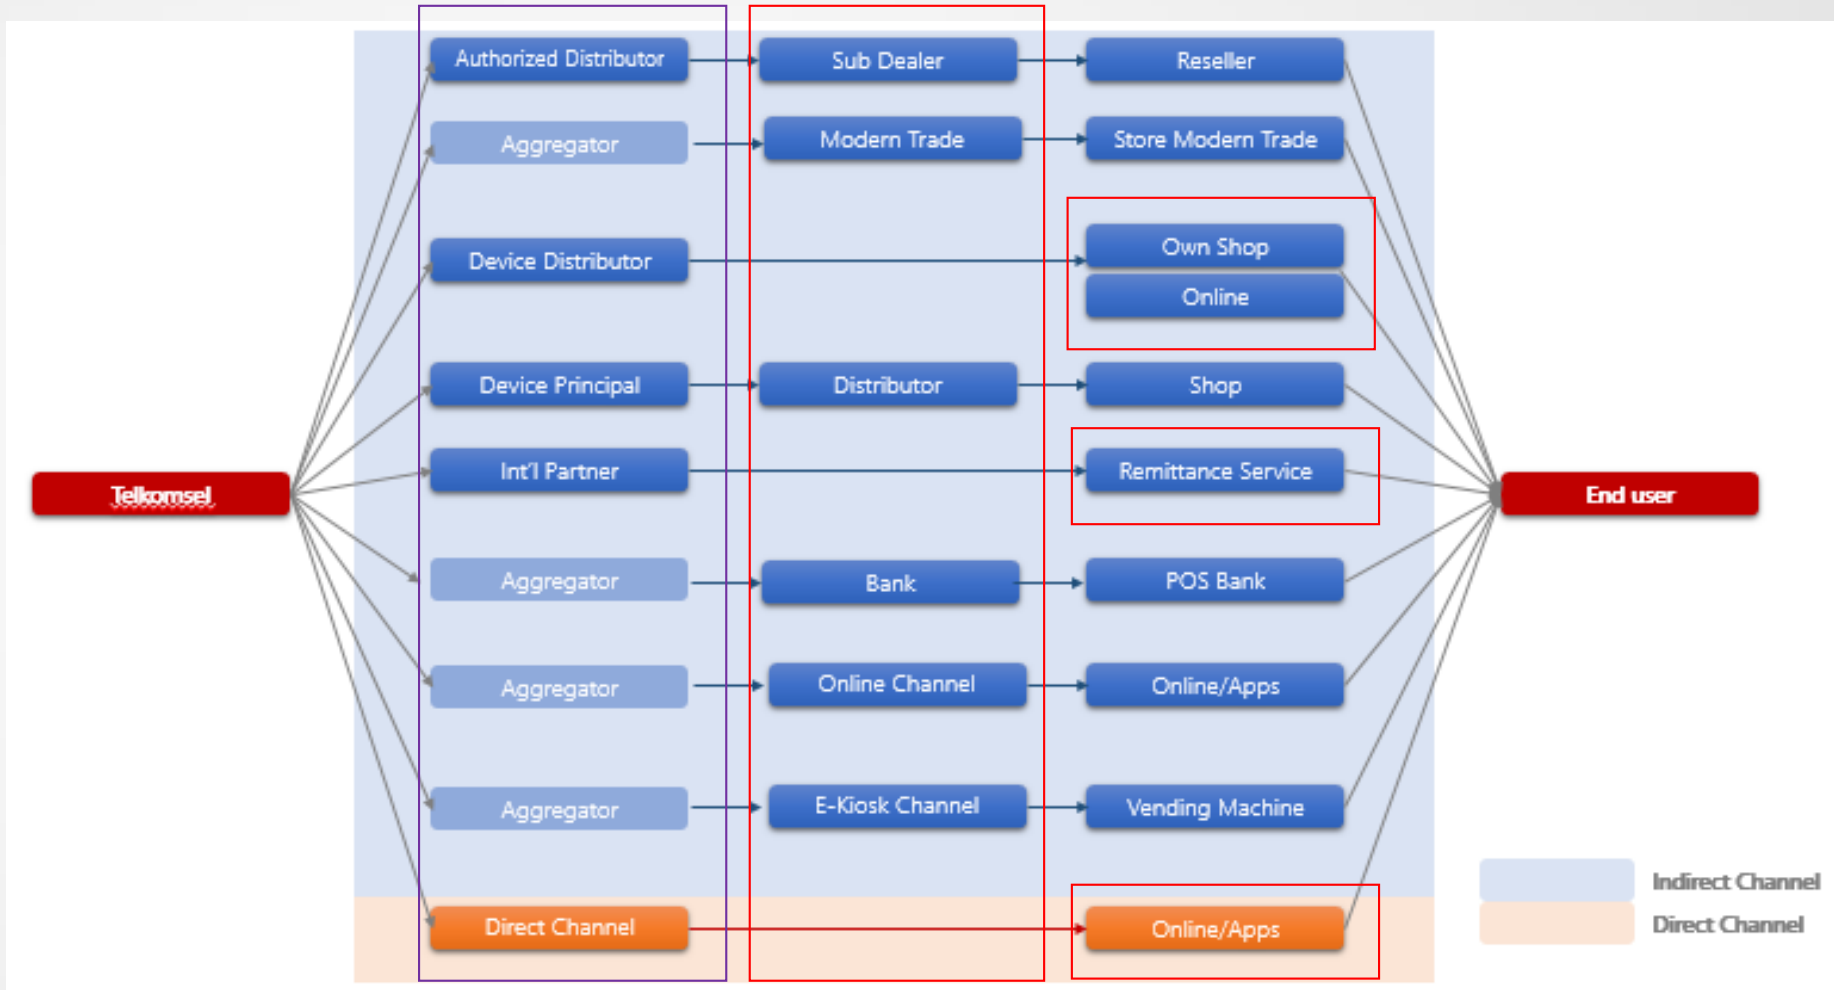 Authorized Distributor
Sub Dealer
Reseller
Aggregator
Modern Trade
Store Modern Trade
Device Distributor
Own Shop
Online
Device Principal
Distributor
Shop
Int'l Partner
Remittance Service
Telkomsel
End user
Aggregator
Bank
POS Bank
Aggregator
Online Channel
Online/Apps
Aggregator
E-Kiosk Channel
Vending Machine
Indirect Channel
Direct Channel
Direct Channel
Online/Apps